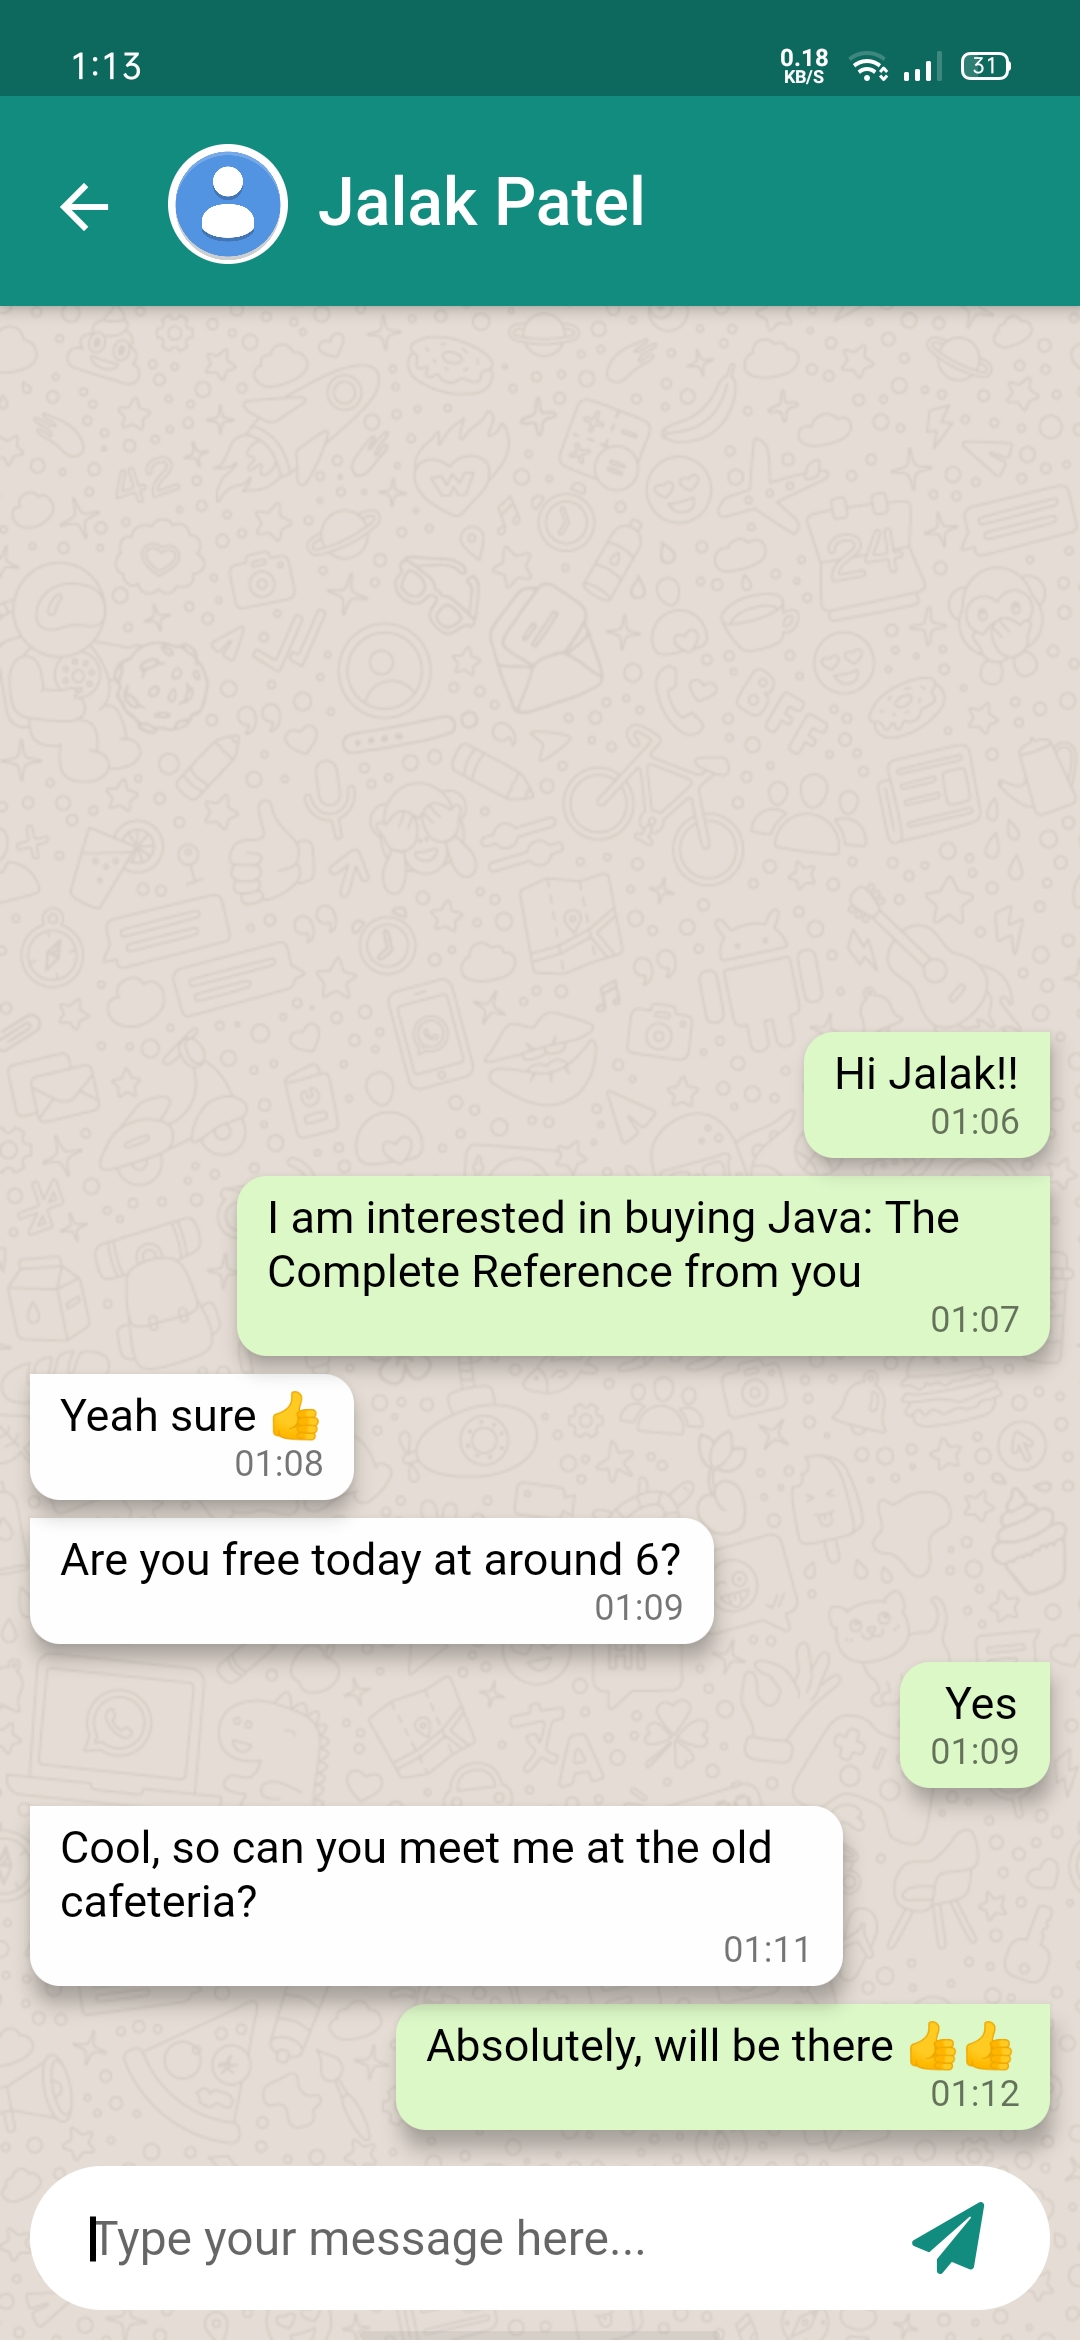 1:13
0.18
KB/S
31
Jalak Patel
Hi Jalak!!
01:06
I am interested in buying Java: The
Complete Reference from you
01:07
Yeah sure 👍
01:08
Are you free today at around 6?
01:09
Yes
01:09
Cool, so can you meet me at the old
cafeteria?
01:11
Absolutely, will be there 👍👍
01:12
Type your message here...